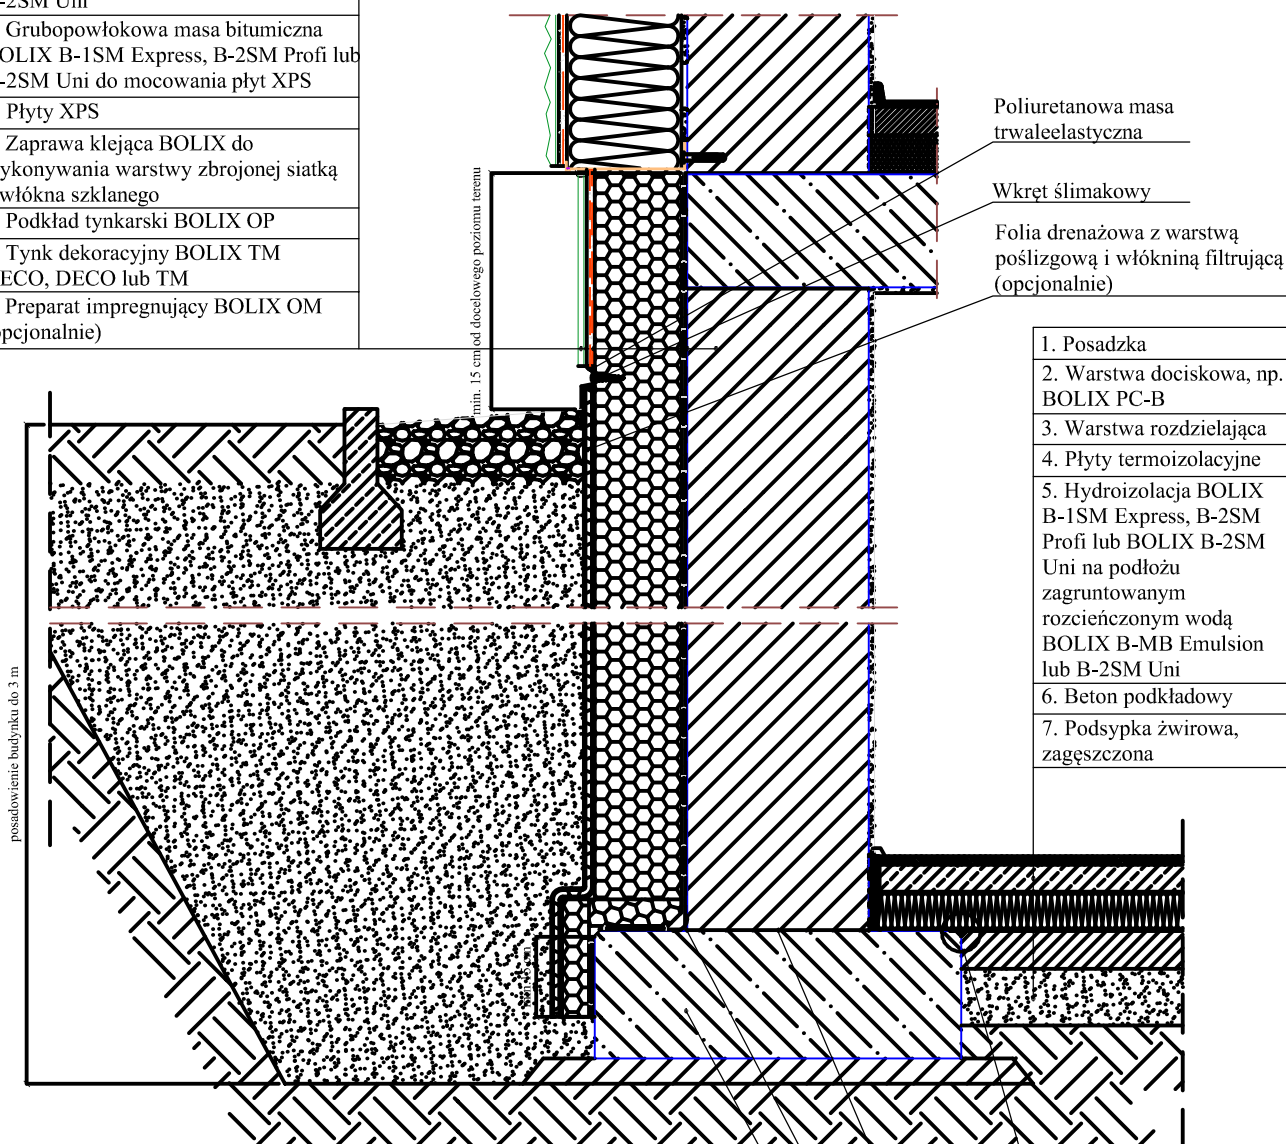 -2SM Uni
Grubopowłokowa masa bitumiczna
OLIX B-1SM Express, B-2SM Profi lub
-2SM Uni do mocowania płyt XPS
Płyty XPS
Zaprawa klejąca BOLIX do
ykonywania warstwy zbrojonej siatką
włókna szklanego
Podkład tynkarski BOLIX OP
Tynk dekoracyjny BOLIX TM
ECO, DECO lub TM
Preparat impregnujący BOLIX OM
opcjonalnie)
min. 15 cm od docelowego poziomu terenu
Poliuretanowa masa
trwaleelastyczna
Wkręt ślimakowy
Folia drenażowa z warstwą
poślizgową i włókniną filtrującą
(opcjonalnie)
1. Posadzka
2. Warstwa dociskowa, np.
BOLIX PC-B
3. Warstwa rozdzielająca
4. Płyty termoizolacyjne
5. Hydroizolacja BOLIX
B-1SM Express, B-2SM
Profi lub BOLIX B-2SM
Uni na podłożu
zagruntowanym
rozcieńczonym wodą
BOLIX B-MB Emulsion
lub B-2SM Uni
6. Beton podkładowy
7. Podsypka żwirowa,
zagęszczona
posadowienie budynku do 3 m